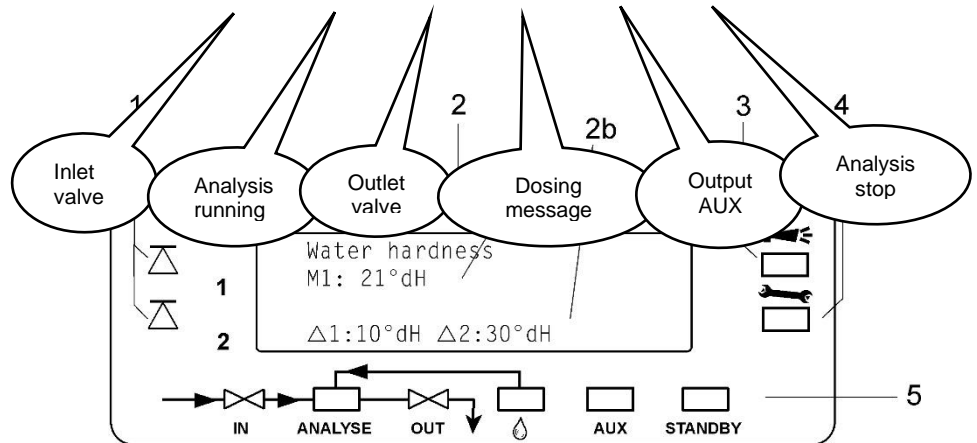 1
2
2b
3
4
Inlet
valve
Analysis
running
Outlet
valve
Dosing
message
Output
AUX
Analysis
stop
Water hardness
M1: 21°dH
△1:10°dH △2:30°dH
1
2
IN
ANALYSE
OUT
AUX
STANDBY
5